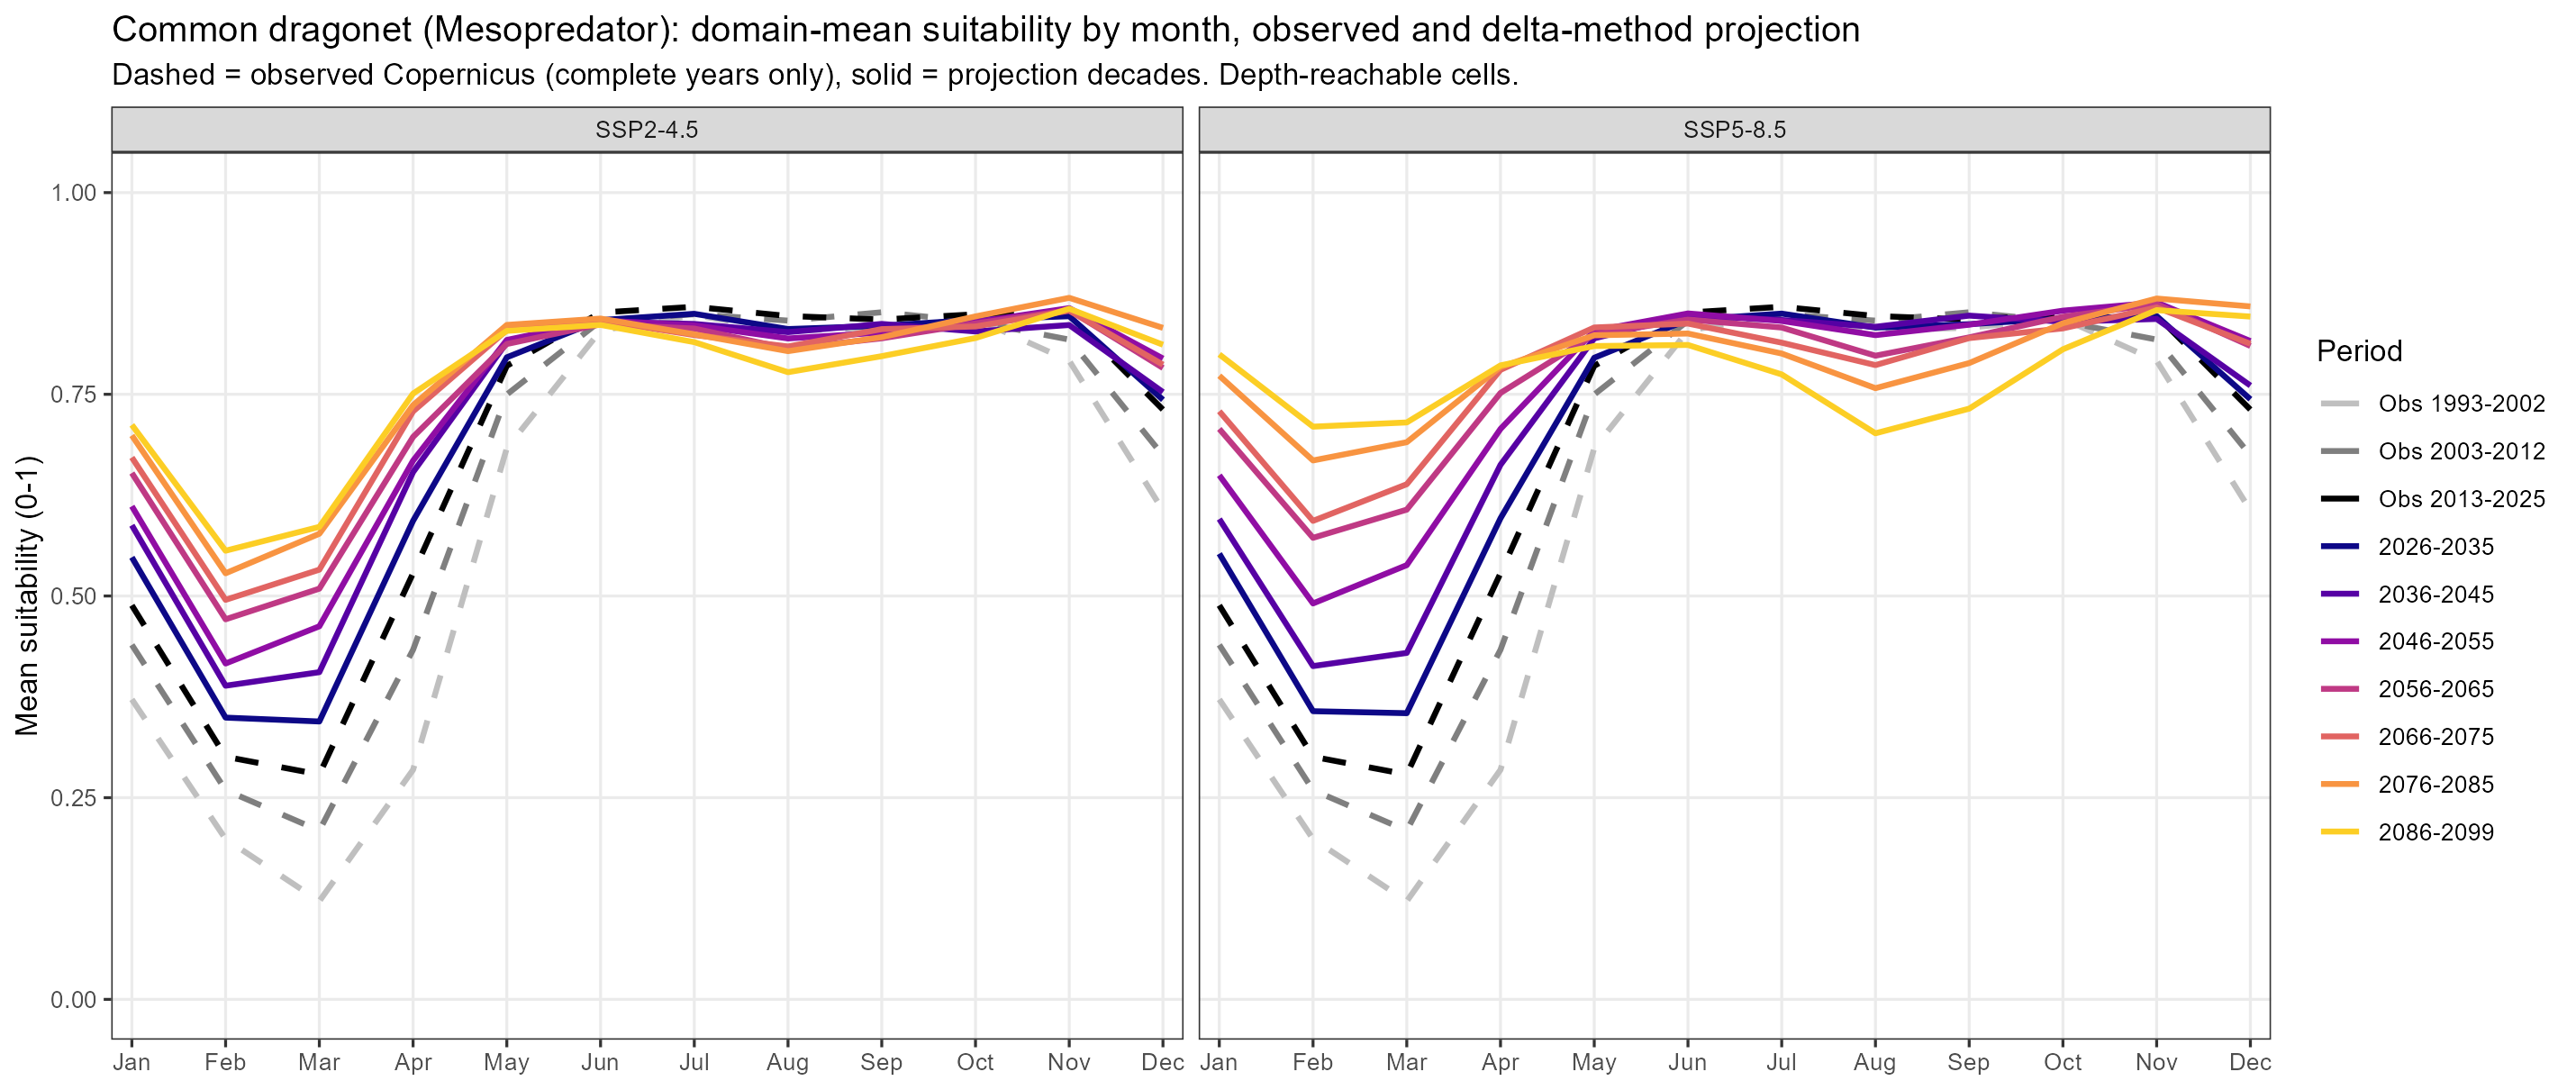 Common dragonet (Mesopredator): domain-mean suitability by month, observed and delta-method projection
Dashed = observed Copernicus (complete years only), solid = projection decades. Depth-reachable cells.
SSP2-4.5
SSP5-8.5
Mean suitability (0-1)
1.00
0.75
0.50
0.25
0.00
Jan Feb Mar Apr May Jun Jul Aug Sep Oct Nov Dec
Jan Feb Mar Apr May Jun Jul Aug Sep Oct Nov Dec
Period
Obs 1993-2002
Obs 2003-2012
Obs 2013-2025
2026-2035
2036-2045
2046-2055
2056-2065
2066-2075
2076-2085
2086-2099